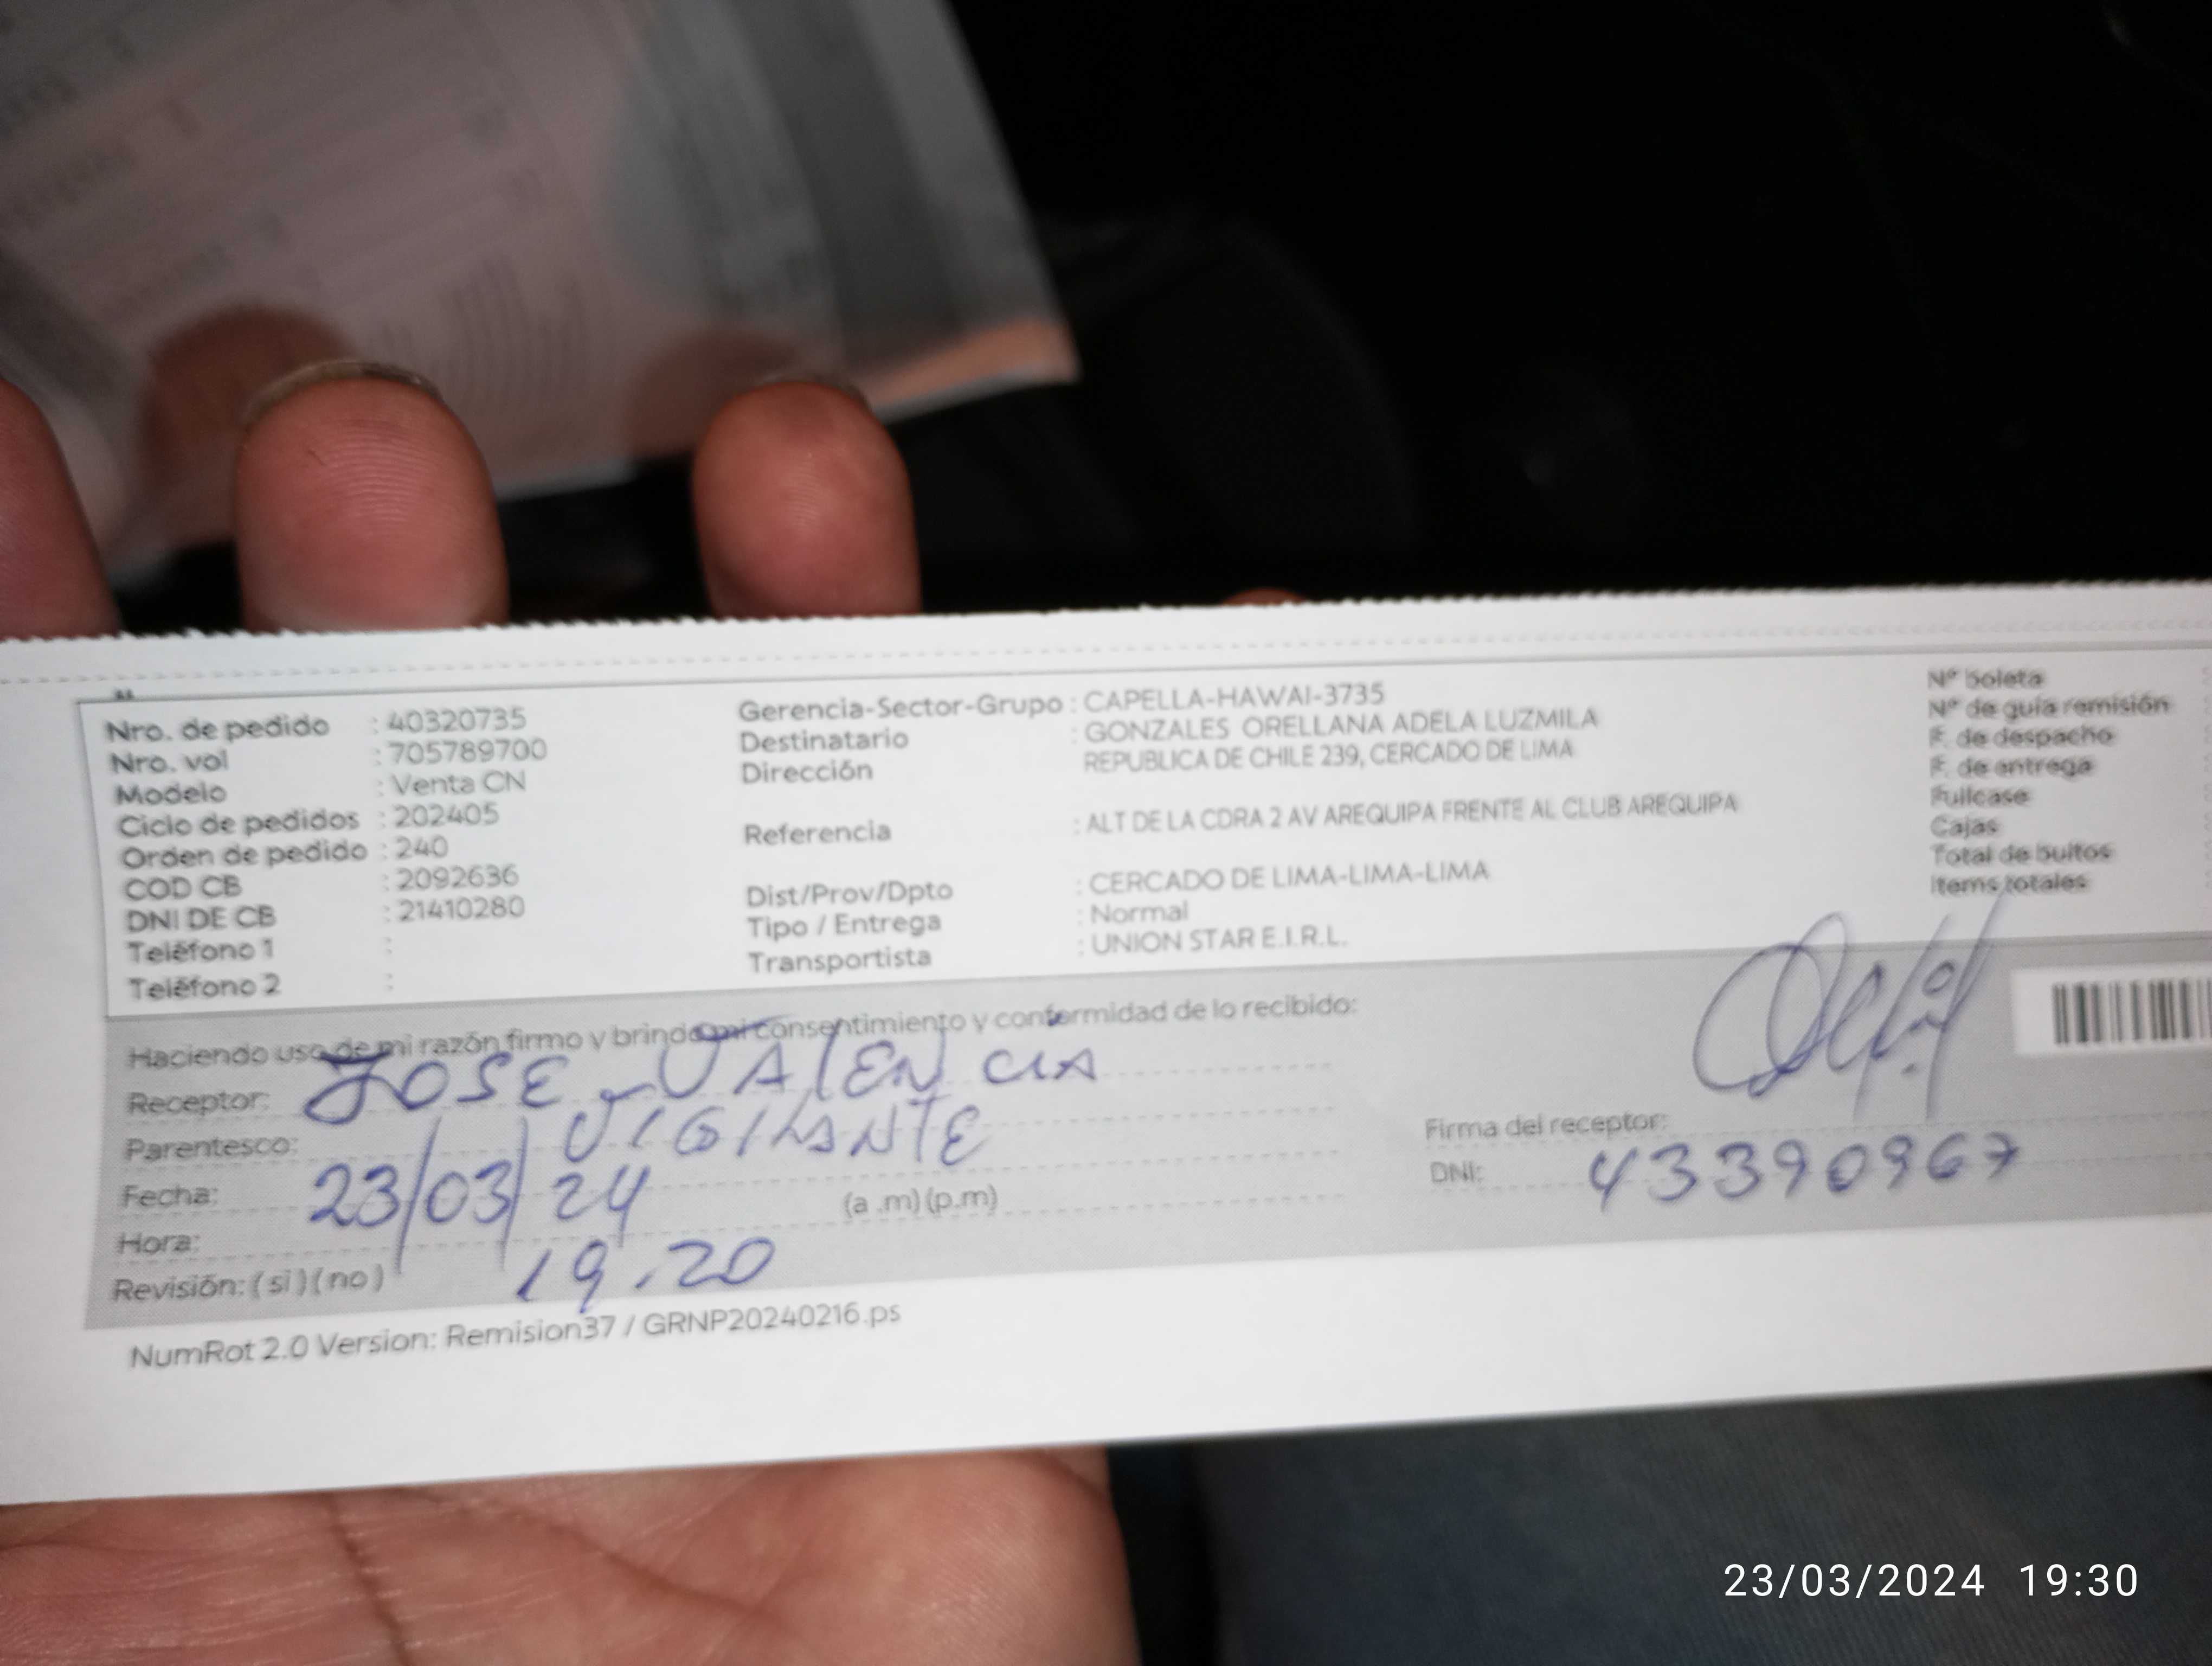 Nro. de pedido : 40320735
Nro. vol : 705789700
Modelo : Venta CN
Ciclo de pedidos : 202405
Orden de pedido : 240
COD CB : 2092636
DNI DE CB : 21410280
Teléfono 1 :
Teléfono 2 :
Gerencia-Sector-Grupo : CAPELLA-HAWAI-3735
Destinatario : GONZALES ORELLANA ADELA LUZMILA
Dirección REPUBLICA DE CHILE 239, CERCADO DE LIMA
Referencia : ALT DE LA CDRA 2 AV AREQUIPA FRENTE AL CLUB AREQUIPA
Dist/Prov/Dpto : CERCADO DE LIMA-LIMA-LIMA
Tipo / Entrega : Normal
Transportista : UNION STAR E.I.R.L.
Nº boleta
Nº de guía remisión
F. de despacho
F. de entrega
Fullcase
Cajas
Total de bultos
Items totales
Haciendo uso de mi razón firmo y brindo mi consentimiento y conformidad de lo recibido:
Receptor: JOSE VALENCIA
Parentesco: VIGILANTE
Fecha: 23/03/24
Hora: 19.20 (a .m) (p.m)
Revisión: ( si ) ( no )
Firma del receptor:
DNI: 43390967
NumRot 2.0 Version: Remision37 / GRNP20240216.ps
23/03/2024 19:30